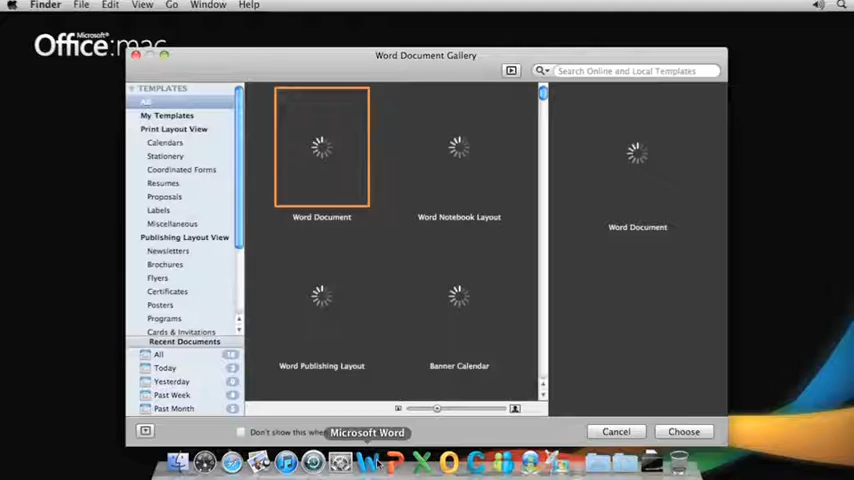 Finder File Edit View Go Window Help
Microsoft®
Office:mac
Word Document Gallery
Search Online and Local Templates
TEMPLATES
All
My Templates
Print Layout View
Calendars
Stationery
Coordinated Forms
Resumes
Proposals
Labels
Miscellaneous
Publishing Layout View
Newsletters
Brochures
Flyers
Certificates
Posters
Programs
Cards & Invitations
Recent Documents
All
Today
Yesterday
Past Week
Past Month
Word Document
Word Notebook Layout
Word Publishing Layout
Banner Calendar
Word Document
Don't show this when
Microsoft Word
Cancel
Choose